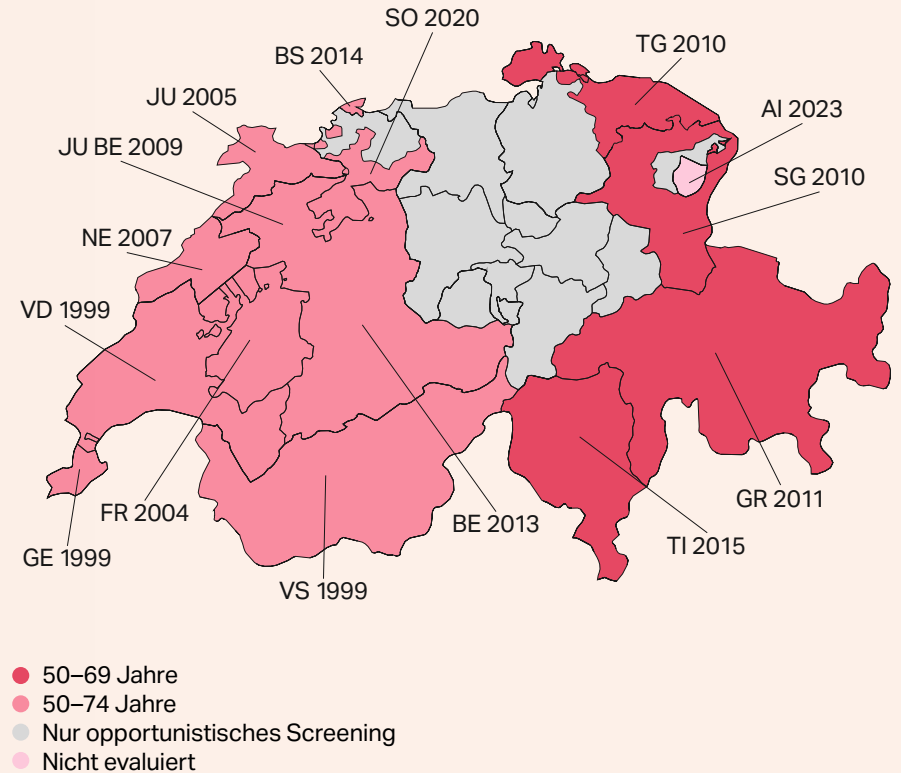 SO 2020
BS 2014
TG 2010
JU 2005
AI 2023
JU BE 2009
SG 2010
NE 2007
VD 1999
GR 2011
FR 2004
BE 2013
TI 2015
GE 1999
VS 1999
50–69 Jahre
50–74 Jahre
Nur opportunistisches Screening
Nicht evaluiert